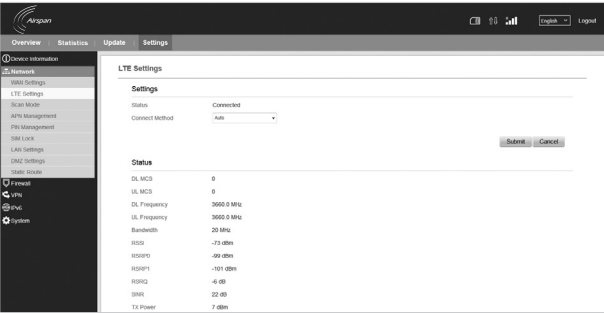 Airspan
English
Logout
Overview Statistics Update Settings
Device Information
Network
WAN Settings
LTE Settings
Scan Mode
APN Management
PIN Management
SIM Lock
LAN Settings
DMZ Settings
Static Route
Firewall
VPN
IPv6
System
LTE Settings
Settings
Status Connected
Connect Method Auto
Submit Cancel
Status
DL MCS 0
UL MCS 0
DL Frequency 3660.0 MHz
UL Frequency 3660.0 MHz
Bandwidth 20 MHz
RSSI -73 dBm
RSRP0 -99 dBm
RSRP1 -101 dBm
RSRQ -6 dB
SINR 22 dB
TX Power 7 dBm